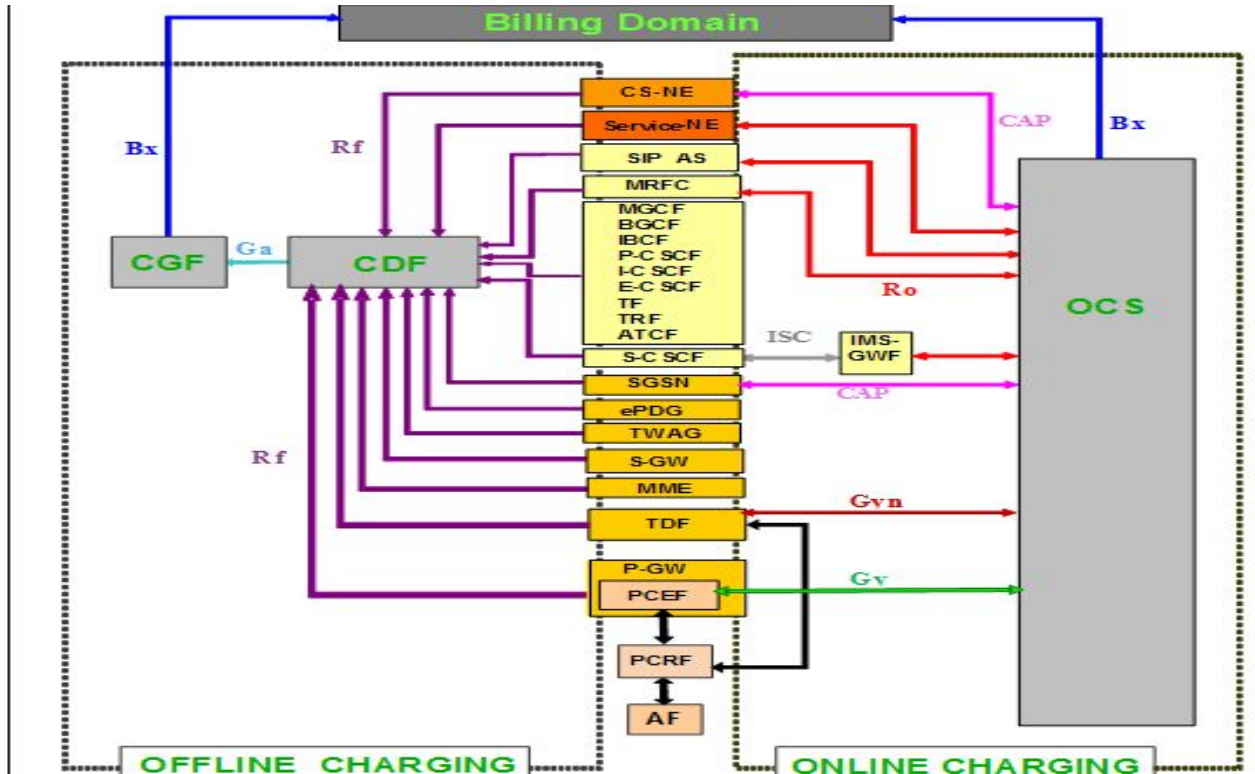 Billing Domain
CS-NE
CAP
Bx
Rf
Bx
Service-NE
SIP AS
MRFC
MGCF
BGCF
IBCF
P-C SCF
I-C SCF
E-C SCF
TF
TRF
ATCF
CGF
Ga
CDF
Ro
OCS
ISC
IMS-
GWF
S-C SCF
SGSN
CAP
ePDG
TWAG
Rf
S-GW
MME
Gyn
TDF
P-GW
PCEF
Gy
PCRF
AF
OFFLINE CHARGING
ONLINE CHARGING